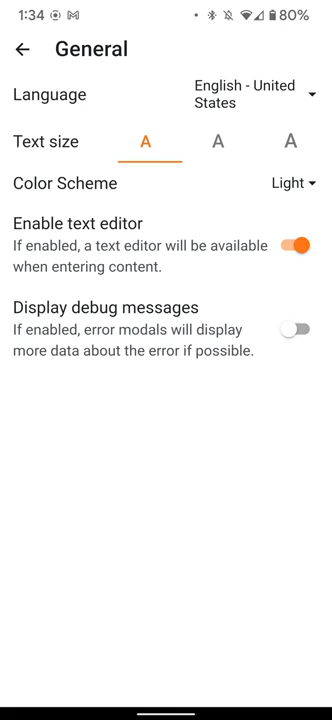 1:34
80%
General
Language
English - United
States
Text size
A
A
A
Color Scheme
Light
Enable text editor
If enabled, a text editor will be available
when entering content.
Display debug messages
If enabled, error modals will display
more data about the error if possible.